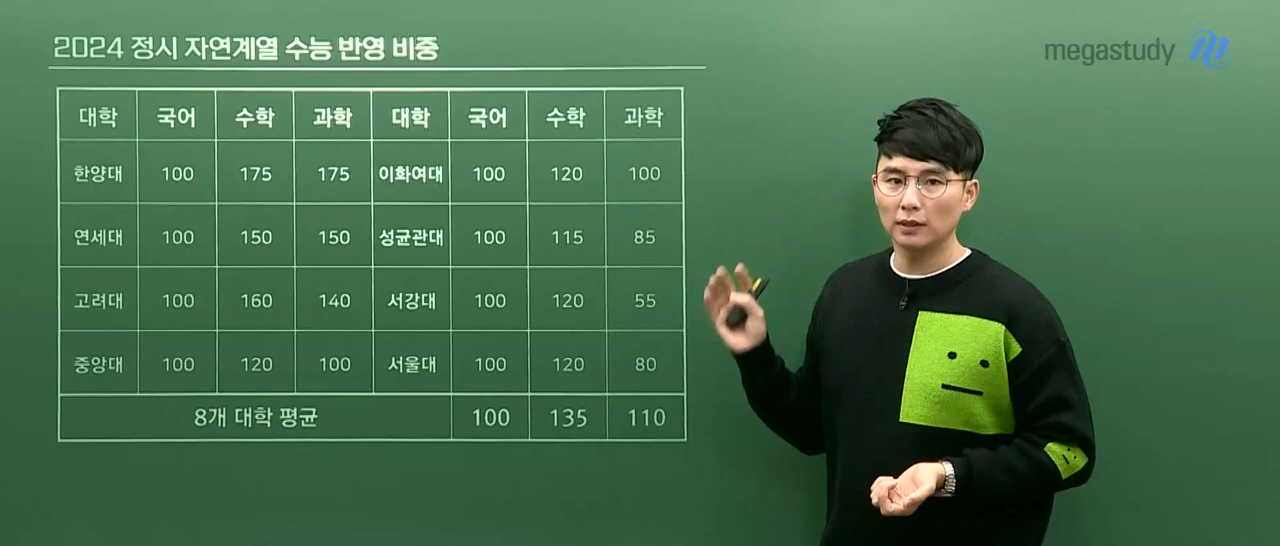 2024 정시 자연계열 수능 반영 비중
megastudy
대학 국어 수학 과학 대학 국어 수학 과학
한양대 100 175 175 이화여대 100 120 100
연세대 100 150 150 성균관대 100 115 85
고려대 100 160 140 서강대 100 120 55
중앙대 100 120 100 서울대 100 120 80
8개 대학 평균 100 135 110